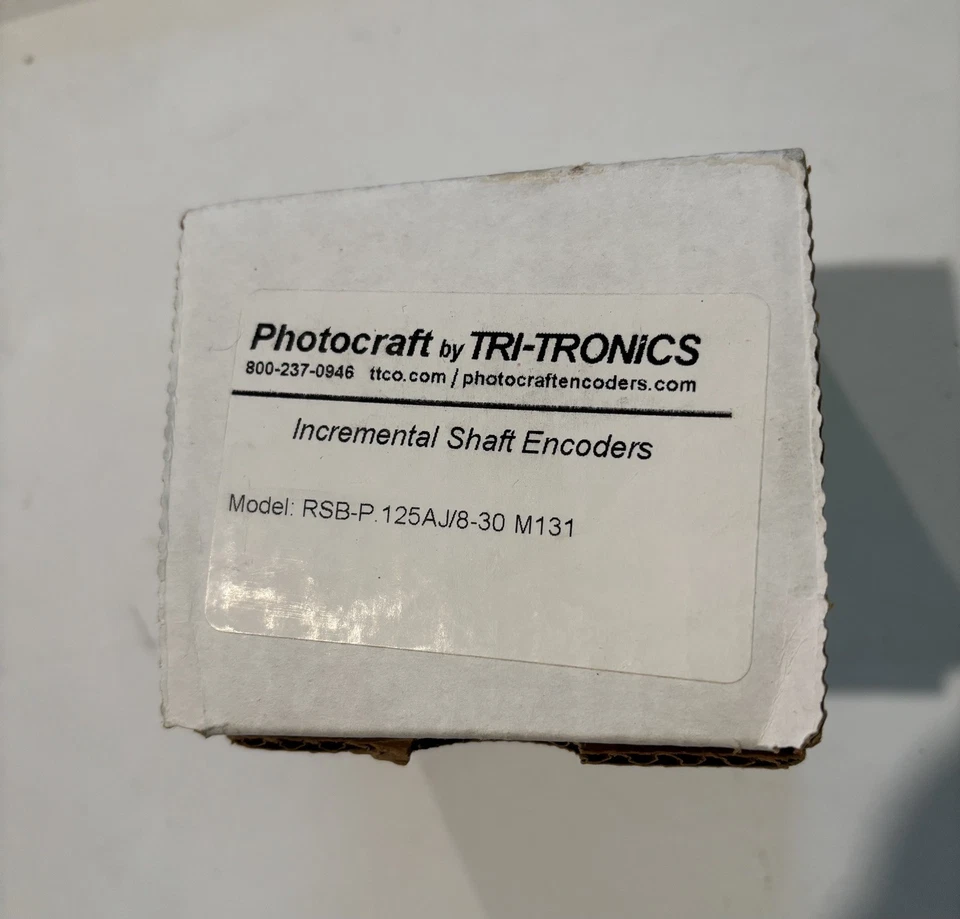 Photocraft by TRI-TRONiCS
800-237-0946 ttco.com / photocraftencoders.com
Incremental Shaft Encoders
Model: RSB-P.125AJ/8-30 M131